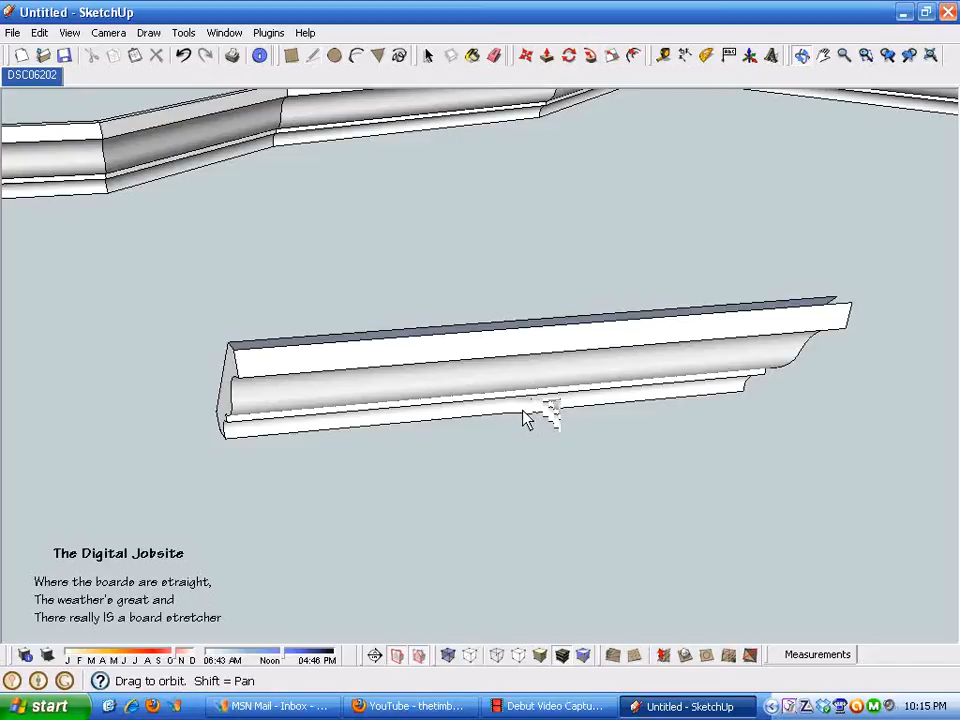 Untitled - SketchUp
File Edit View Camera Draw Tools Window Plugins Help
DSC06202
The Digital Jobsite
Where the boards are straight,
The weather's great and
There really IS a board stretcher
J F M A M J J A S O N D 06:43 AM Noon 04:46 PM Measurements
Drag to orbit. Shift = Pan
start MSN Mail - Inbox - ... YouTube - thetimb... Debut Video Captu... Untitled - SketchUp 10:15 PM